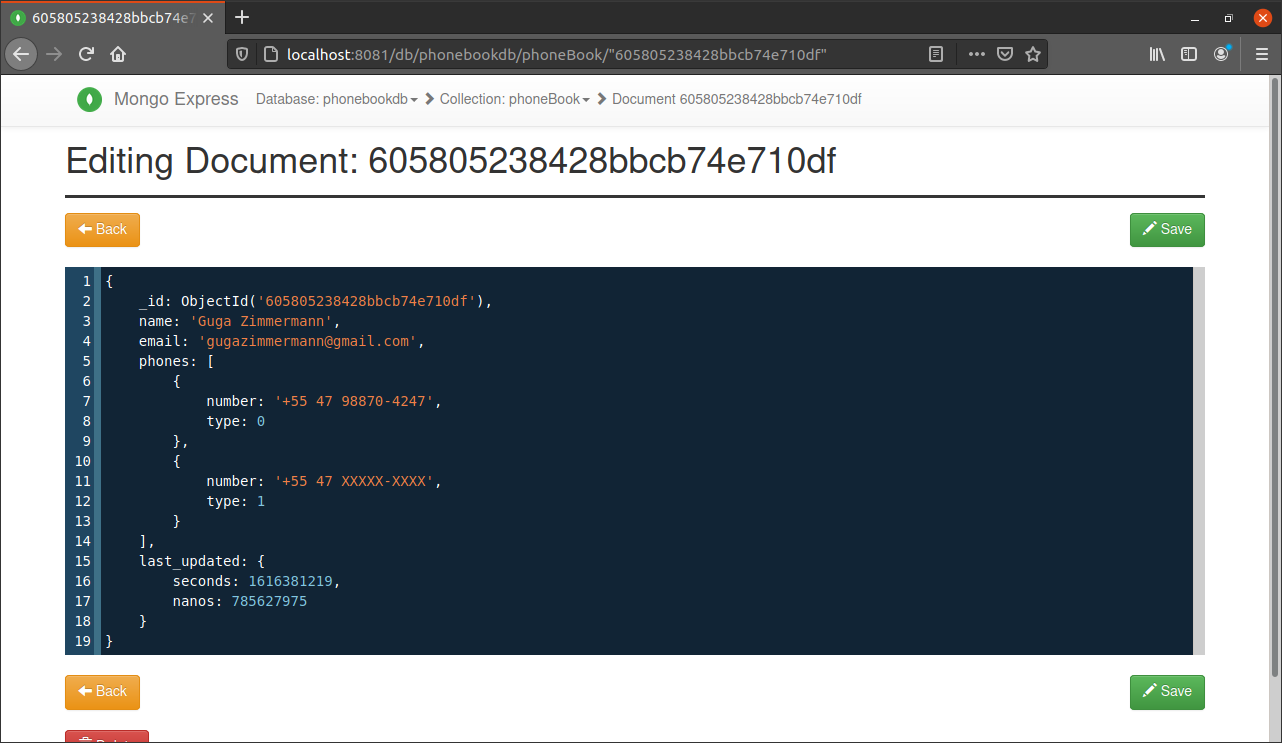 605805238428bbcb74e7
localhost:8081/db/phonebookdb/phoneBook/"605805238428bbcb74e710df"
Mongo Express Database: phonebookdb Collection: phoneBook Document 605805238428bbcb74e710df
Editing Document: 605805238428bbcb74e710df
Back Save
1 {
2 _id: ObjectId('605805238428bbcb74e710df'),
3 name: 'Guga Zimmermann',
4 email: 'gugazimmermann@gmail.com',
5 phones: [
6 {
7 number: '+55 47 98870-4247',
8 type: 0
9 },
10 {
11 number: '+55 47 XXXXX-XXXX',
12 type: 1
13 }
14 ],
15 last_updated: {
16 seconds: 1616381219,
17 nanos: 785627975
18 }
19 }
Back Save